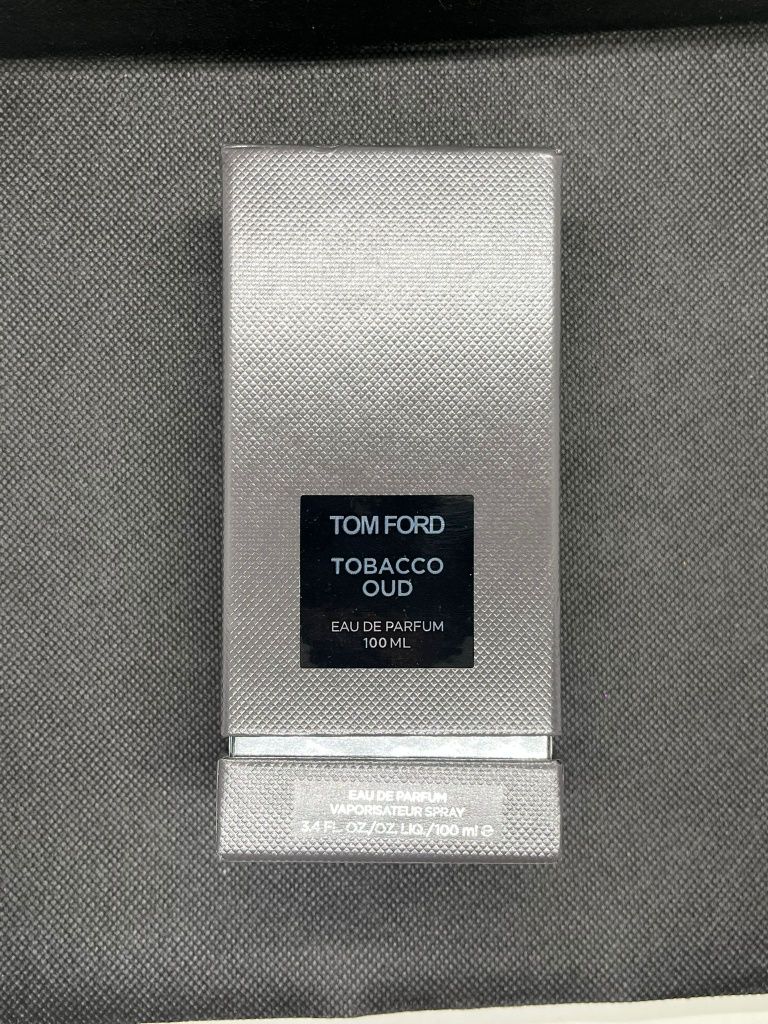 TOM FORD
TOBACCO
OUD
EAU DE PARFUM
100 ML
EAU DE PARFUM
VAPORISATEUR SPRAY
3.4 FL. OZ./OZ. LIQ./100 ml ℮